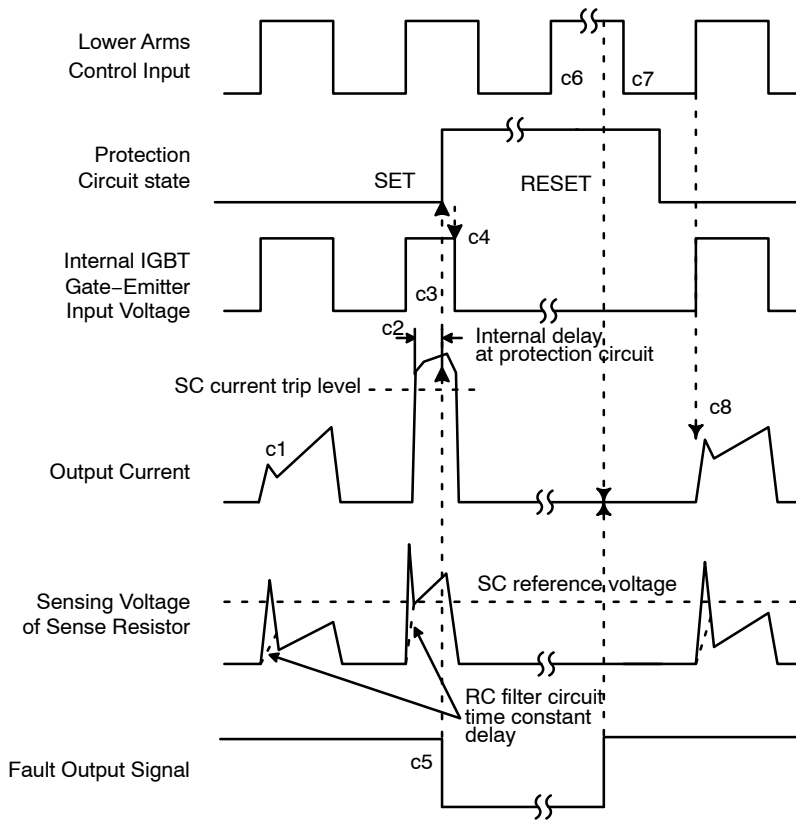 Lower Arms
Control Input
c6
c7
Protection
Circuit state
SET
RESET
c4
Internal IGBT
Gate−Emitter
Input Voltage
c3
c2
Internal delay
at protection circuit
SC current trip level
c1
c8
Output Current
SC reference voltage
Sensing Voltage
of Sense Resistor
RC filter circuit
time constant
delay
c5
Fault Output Signal